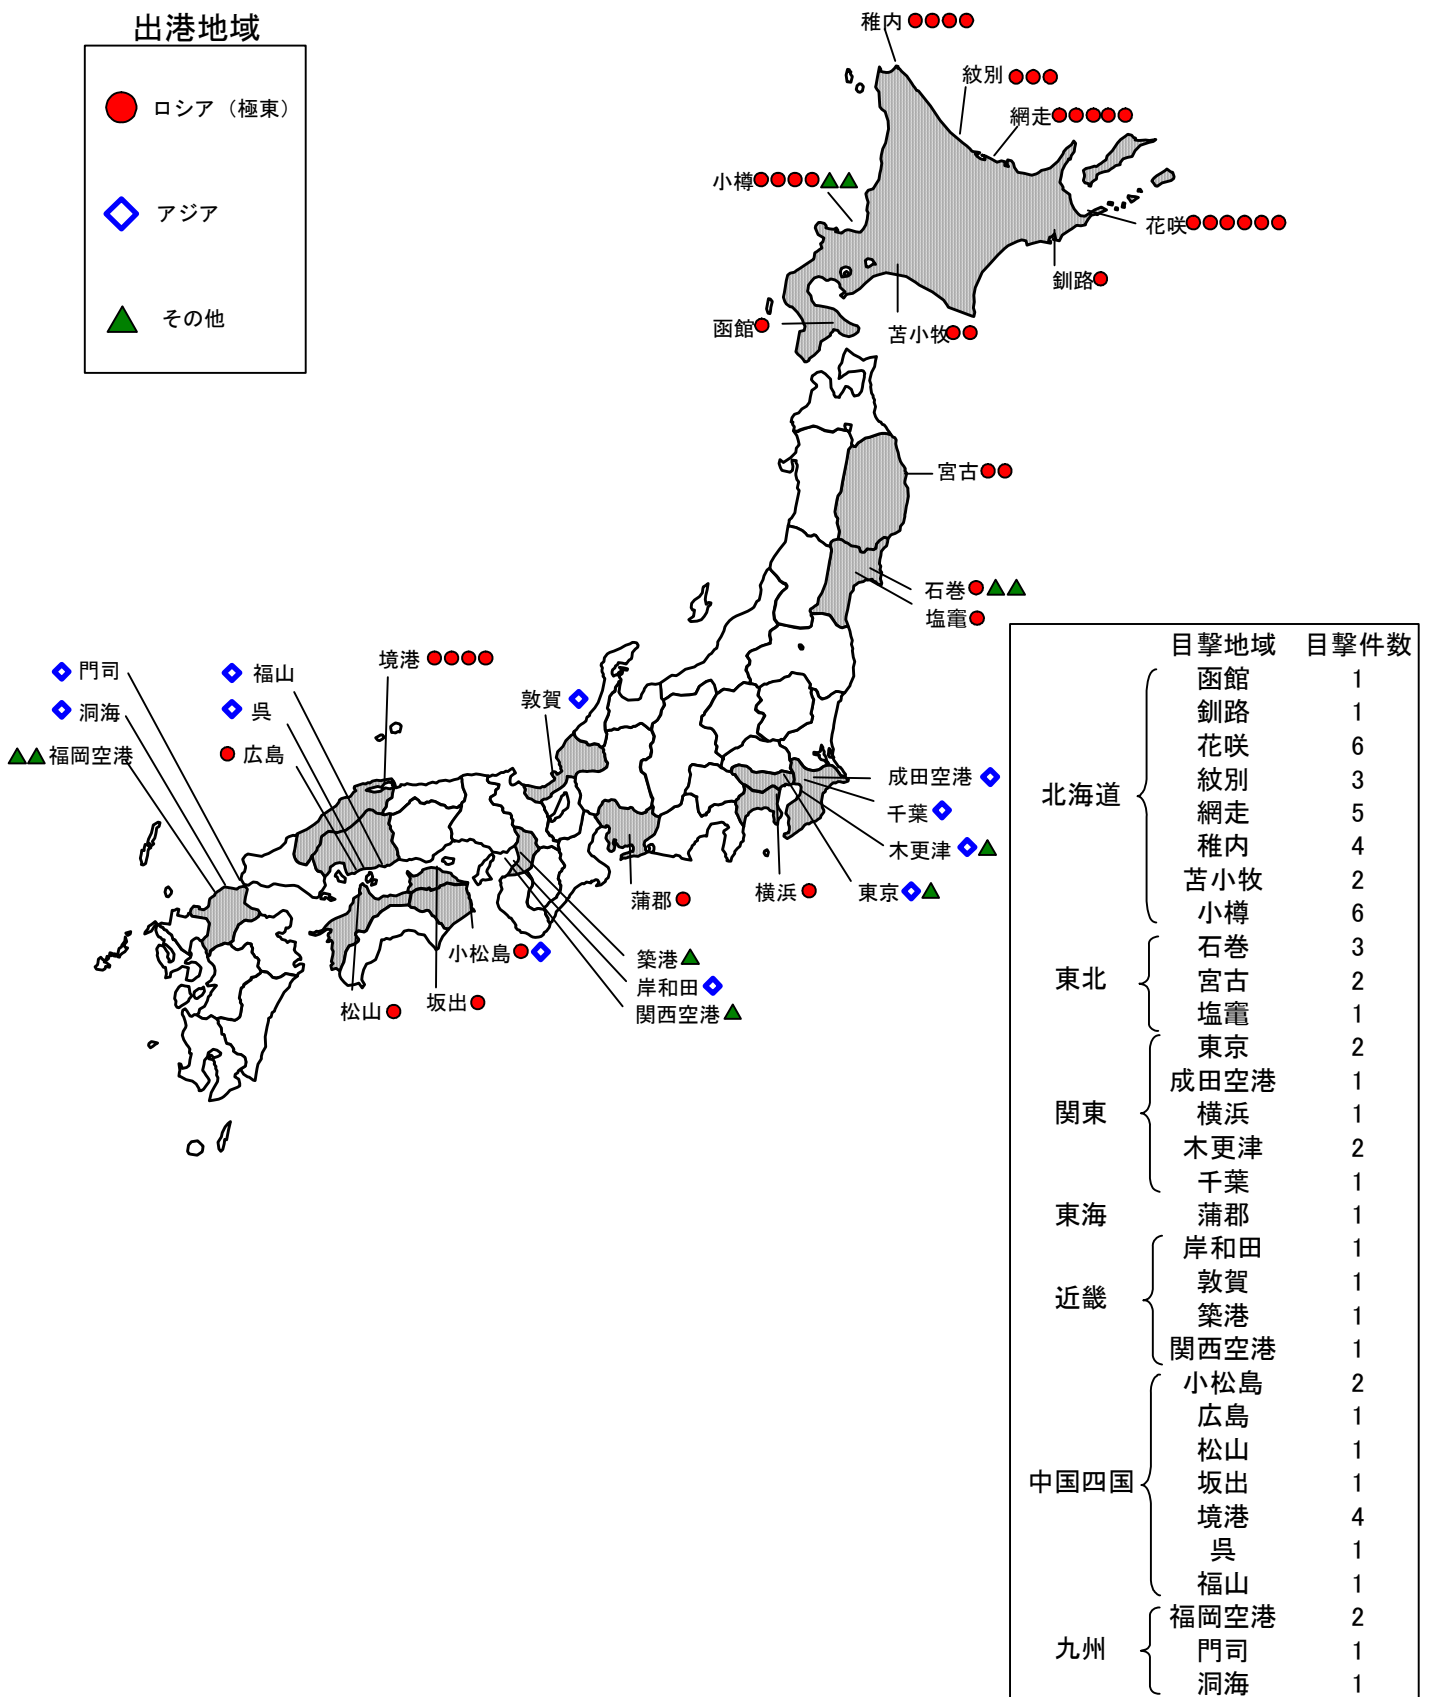 出港地域
ロシア（極東）
アジア
その他
稚内
紋別
網走
小樽
花咲
釧路
函館
苫小牧
宮古
石巻
塩竈
境港
門司
福山
敦賀
洞海
呉
福岡空港
広島
成田空港
千葉
木更津
蒲郡
横浜
東京
小松島
築港
岸和田
松山
坂出
関西空港
目撃地域 目撃件数
函館 1
釧路 1
花咲 6
紋別 3
北海道
網走 5
稚内 4
苫小牧 2
小樽 6
石巻 3
東北
宮古 2
塩竈 1
東京 2
成田空港 1
関東
横浜 1
木更津 2
千葉 1
東海 蒲郡 1
岸和田 1
敦賀 1
近畿
築港 1
関西空港 1
小松島 2
広島 1
松山 1
中国四国 坂出 1
境港 4
呉 1
福山 1
福岡空港 2
九州 門司 1
洞海 1